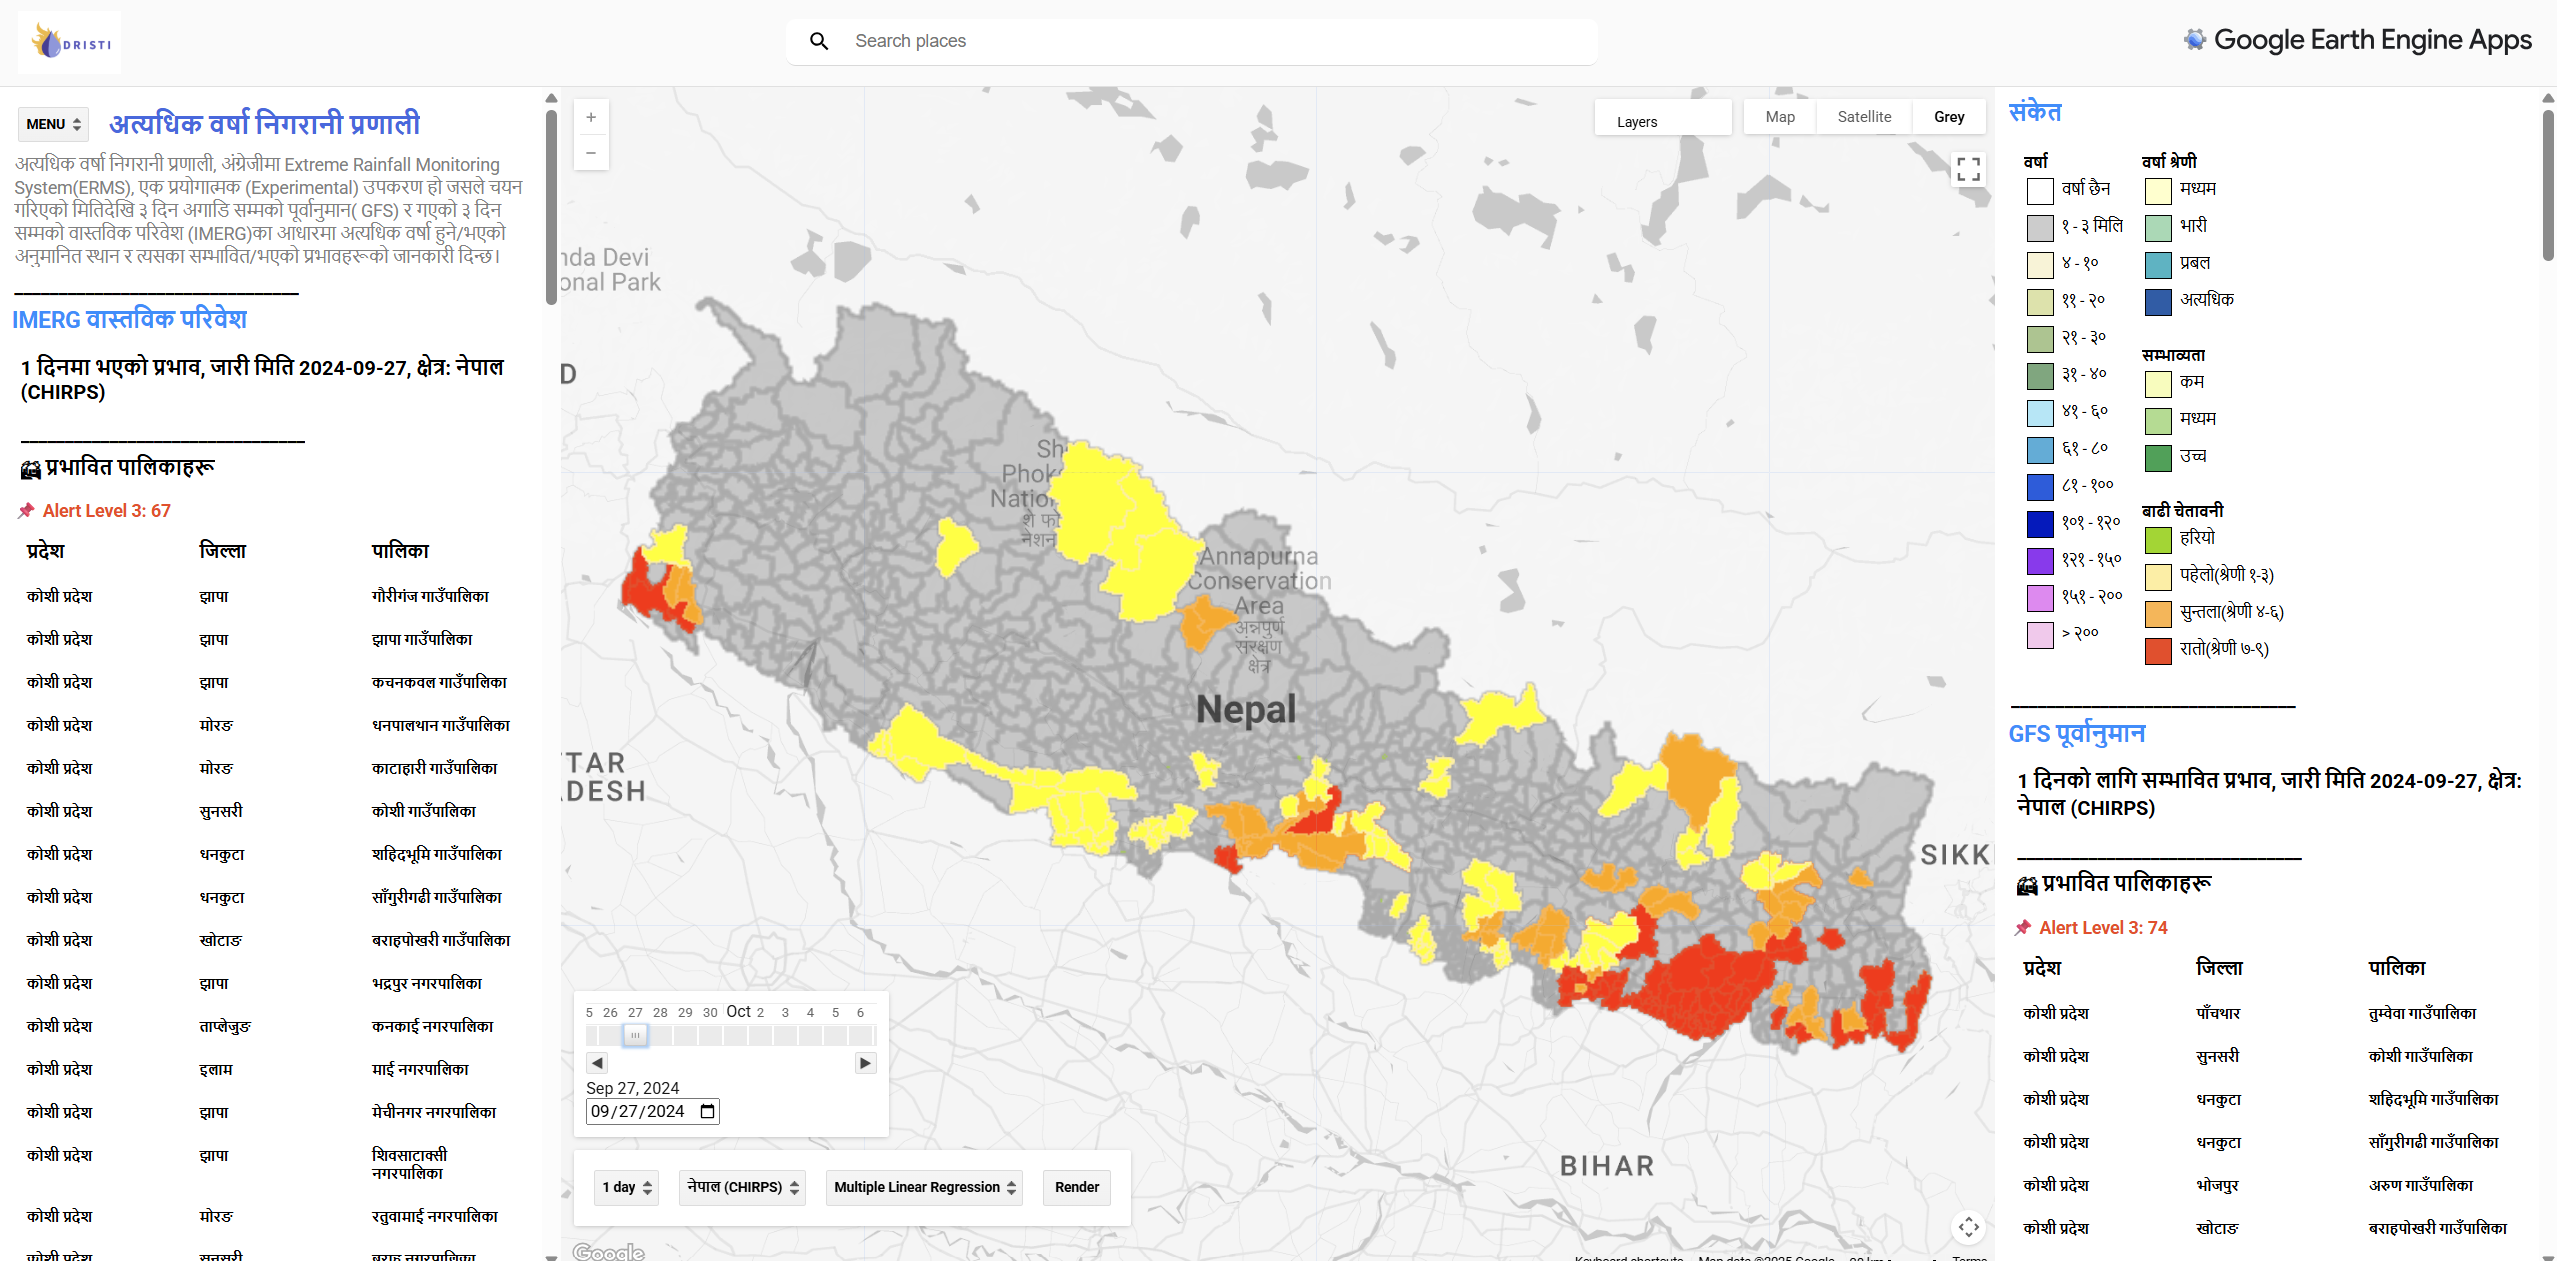 DRISTI
Search places
Google Earth Engine Apps
MENU
अत्यधिक वर्षा निगरानी प्रणाली
अत्यधिक वर्षा निगरानी प्रणाली, अंग्रेजीमा Extreme Rainfall Monitoring
System(ERMS), एक प्रयोगात्मक (Experimental) उपकरण हो जसले चयन
गरिएको मितिदेखि ३ दिन अगाडि सम्मको पूर्वानुमान( GFS) र गएको ३ दिन
सम्मको वास्तविक परिवेश (IMERG)का आधारमा अत्यधिक वर्षा हुने/भएको
अनुमानित स्थान र त्यसका सम्भावित/भएको प्रभावहरूको जानकारी दिन्छ।
IMERG वास्तविक परिवेश
1 दिनमा भएको प्रभाव, जारी मिति 2024-09-27, क्षेत्र: नेपाल
(CHIRPS)
प्रभावित पालिकाहरू
Alert Level 3: 67
प्रदेश जिल्ला पालिका
कोशी प्रदेश झापा गौरीगंज गाउँपालिका
कोशी प्रदेश झापा झापा गाउँपालिका
कोशी प्रदेश झापा कचनकवल गाउँपालिका
कोशी प्रदेश मोरङ धनपालथान गाउँपालिका
कोशी प्रदेश मोरङ काटाहारी गाउँपालिका
कोशी प्रदेश सुनसरी कोशी गाउँपालिका
कोशी प्रदेश धनकुटा शहिदभूमि गाउँपालिका
कोशी प्रदेश धनकुटा साँगुरीगढी गाउँपालिका
कोशी प्रदेश खोटाङ बराहपोखरी गाउँपालिका
कोशी प्रदेश झापा भद्रपुर नगरपालिका
कोशी प्रदेश ताप्लेजुङ कनकाई नगरपालिका
कोशी प्रदेश इलाम माई नगरपालिका
कोशी प्रदेश झापा मेचीनगर नगरपालिका
कोशी प्रदेश झापा शिवसाटाक्सी
नगरपालिका
कोशी प्रदेश मोरङ रतुवामाई नगरपालिका
कोशी प्रदेश सुनसरी बराह नगरपालिका
+
−
Layers
Map Satellite Grey
nda Devi
onal Park
D
Sh
Phok
Natio
शे फो
नेशन
Annapurna
Conservation
Area
अन्नपुर्ण
संरक्षण
क्षेत्र
Nepal
TAR
DESH
SIKK
BIHAR
5 26 27 28 29 30 Oct 2 3 4 5 6
Sep 27, 2024
09/27/2024
1 day नेपाल (CHIRPS) Multiple Linear Regression Render
Google
Keyboard shortcuts Map data ©2025 Google Terms
संकेत
वर्षा
वर्षा छैन
१ - ३ मिलि
४ - १०
११ - २०
२१ - ३०
३१ - ४०
४१ - ६०
६१ - ८०
८१ - १००
१०१ - १२०
१२१ - १५०
१५१ - २००
> २००
वर्षा श्रेणी
मध्यम
भारी
प्रबल
अत्यधिक
सम्भाव्यता
कम
मध्यम
उच्च
बाढी चेतावनी
हरियो
पहेलो(श्रेणी १-३)
सुन्तला(श्रेणी ४-६)
रातो(श्रेणी ७-९)
GFS पूर्वानुमान
1 दिनको लागि सम्भावित प्रभाव, जारी मिति 2024-09-27, क्षेत्र:
नेपाल (CHIRPS)
प्रभावित पालिकाहरू
Alert Level 3: 74
प्रदेश जिल्ला पालिका
कोशी प्रदेश पाँचथार तुम्वेवा गाउँपालिका
कोशी प्रदेश सुनसरी कोशी गाउँपालिका
कोशी प्रदेश धनकुटा शहिदभूमि गाउँपालिका
कोशी प्रदेश धनकुटा साँगुरीगढी गाउँपालिका
कोशी प्रदेश भोजपुर अरुण गाउँपालिका
कोशी प्रदेश खोटाङ बराहपोखरी गाउँपालिका